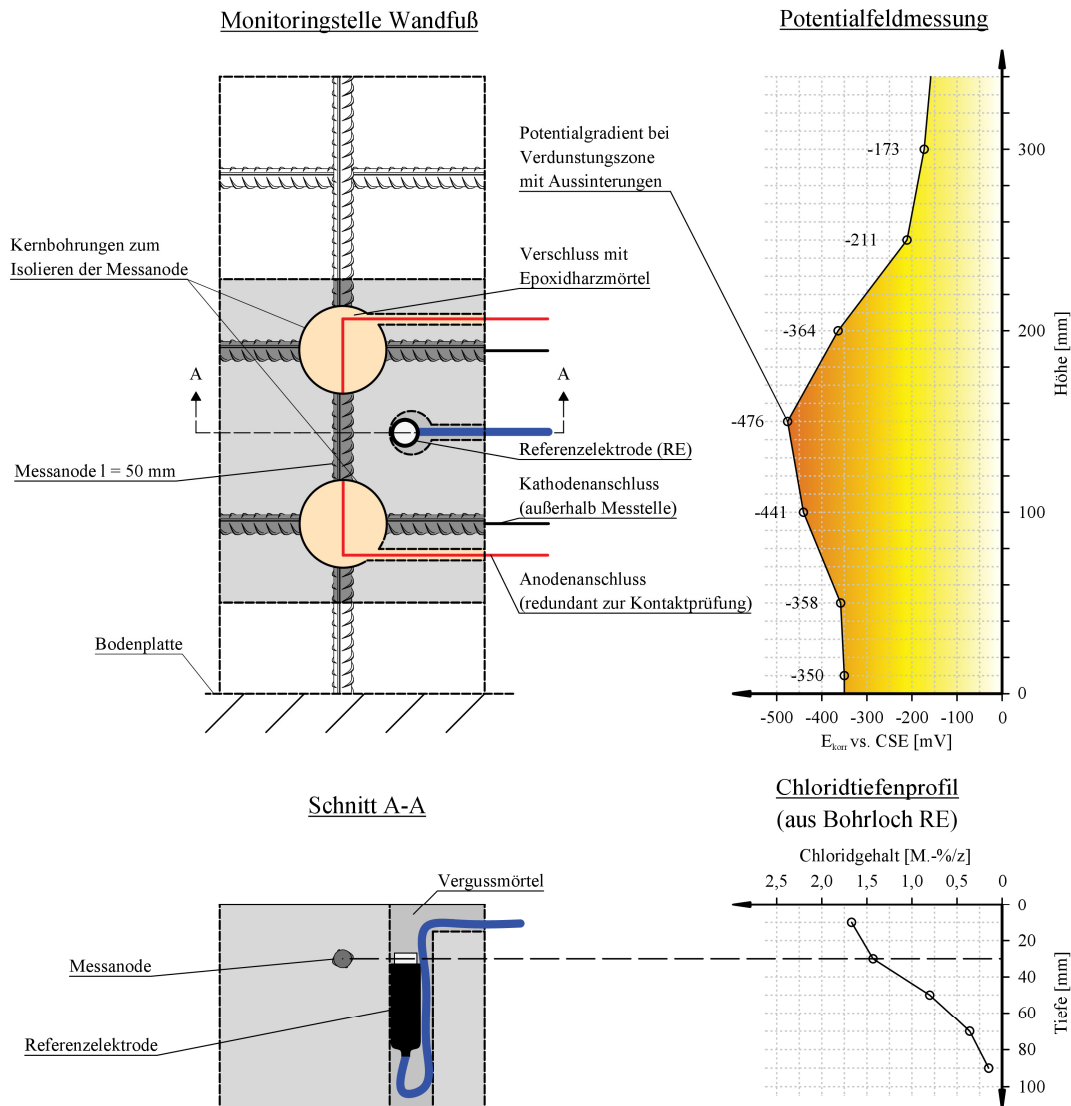 Monitoringstelle Wandfuß
Potentialfeldmessung
Potentialgradient bei
Verdunstungszone
mit Aussinterungen
Kernbohrungen zum
Isolieren der Messanode
Verschluss mit
Epoxidharzmörtel
A
A
Referenzelektrode (RE)
Messanode l = 50 mm
Kathodenanschluss
(außerhalb Messtelle)
Anodenanschluss
(redundant zur Kontaktprüfung)
Bodenplatte
-173
-211
-364
-476
-441
-358
-350
300
200
100
0
Höhe [mm]
-500 -400 -300 -200 -100 0
Ekorr vs. CSE [mV]
Schnitt A-A
Vergussmörtel
Messanode
Referenzelektrode
Chloridtiefenprofil
(aus Bohrloch RE)
Chloridgehalt [M.-%/z]
2,5 2,0 1,5 1,0 0,5 0
0
20
40
60
80
100
Tiefe [mm]